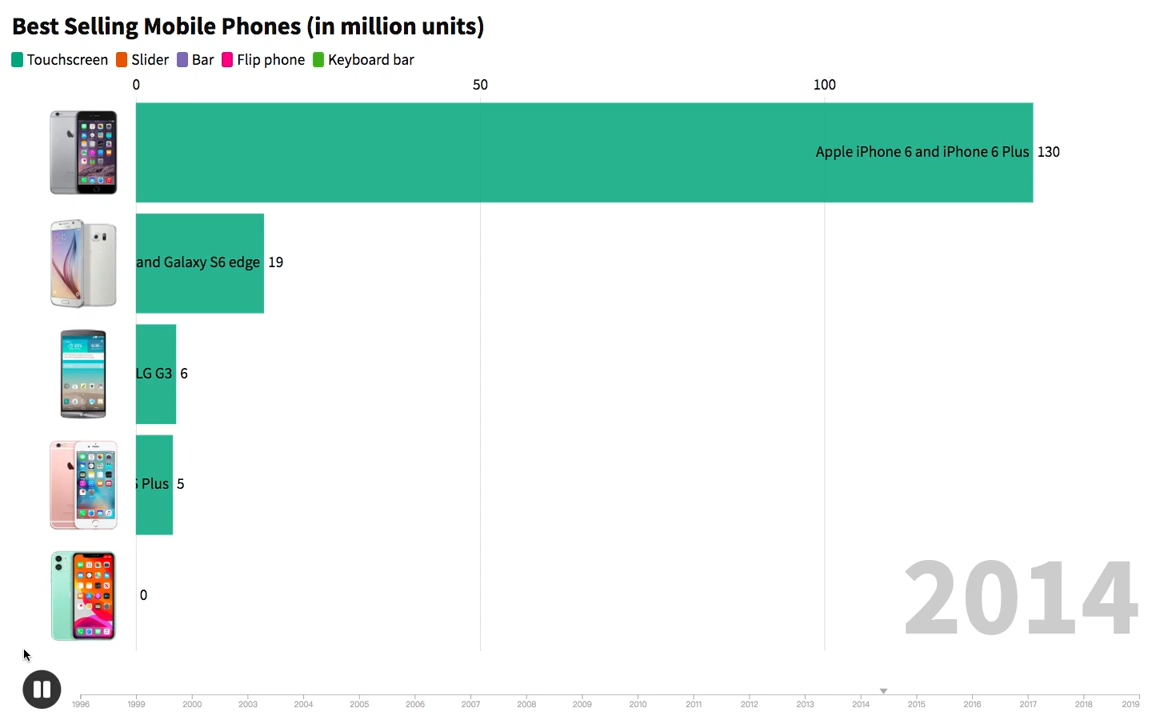 Best Selling Mobile Phones (in million units)
Touchscreen Slider Bar Flip phone Keyboard bar
0 50 100
Apple iPhone 6 and iPhone 6 Plus 130
and Galaxy S6 edge 19
LG G3 6
Plus 5
0
2014
1996 1999 2000 2002 2003 2004 2005 2006 2007 2008 2009 2010 2011 2012 2013 2014 2015 2016 2018 2019